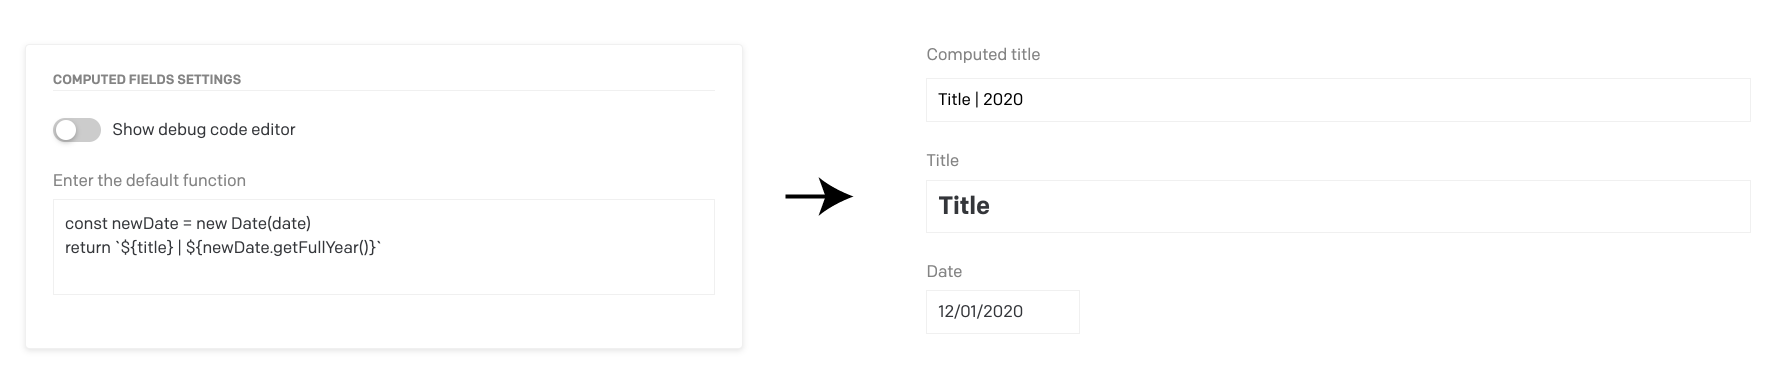 COMPUTED FIELDS SETTINGS
Show debug code editor
Enter the default function
const newDate = new Date(date)
return `${title} | ${newDate.getFullYear()}`
Computed title
Title | 2020
Title
Title
Date
12/01/2020